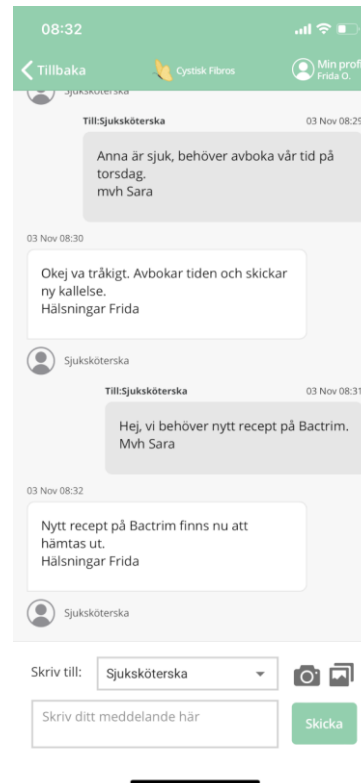 08:32
Tillbaka
Cystisk Fibros
Min profil
Frida O.
Sjuksköterska
Till:Sjuksköterska 03 Nov 08:29
Anna är sjuk, behöver avboka vår tid på
torsdag.
mvh Sara
03 Nov 08:30
Okej va tråkigt. Avbokar tiden och skickar
ny kallelse.
Hälsningar Frida
Sjuksköterska
Till:Sjuksköterska 03 Nov 08:31
Hej, vi behöver nytt recept på Bactrim.
Mvh Sara
03 Nov 08:32
Nytt recept på Bactrim finns nu att
hämtas ut.
Hälsningar Frida
Sjuksköterska
Skriv till: Sjuksköterska
Skriv ditt meddelande här
Skicka